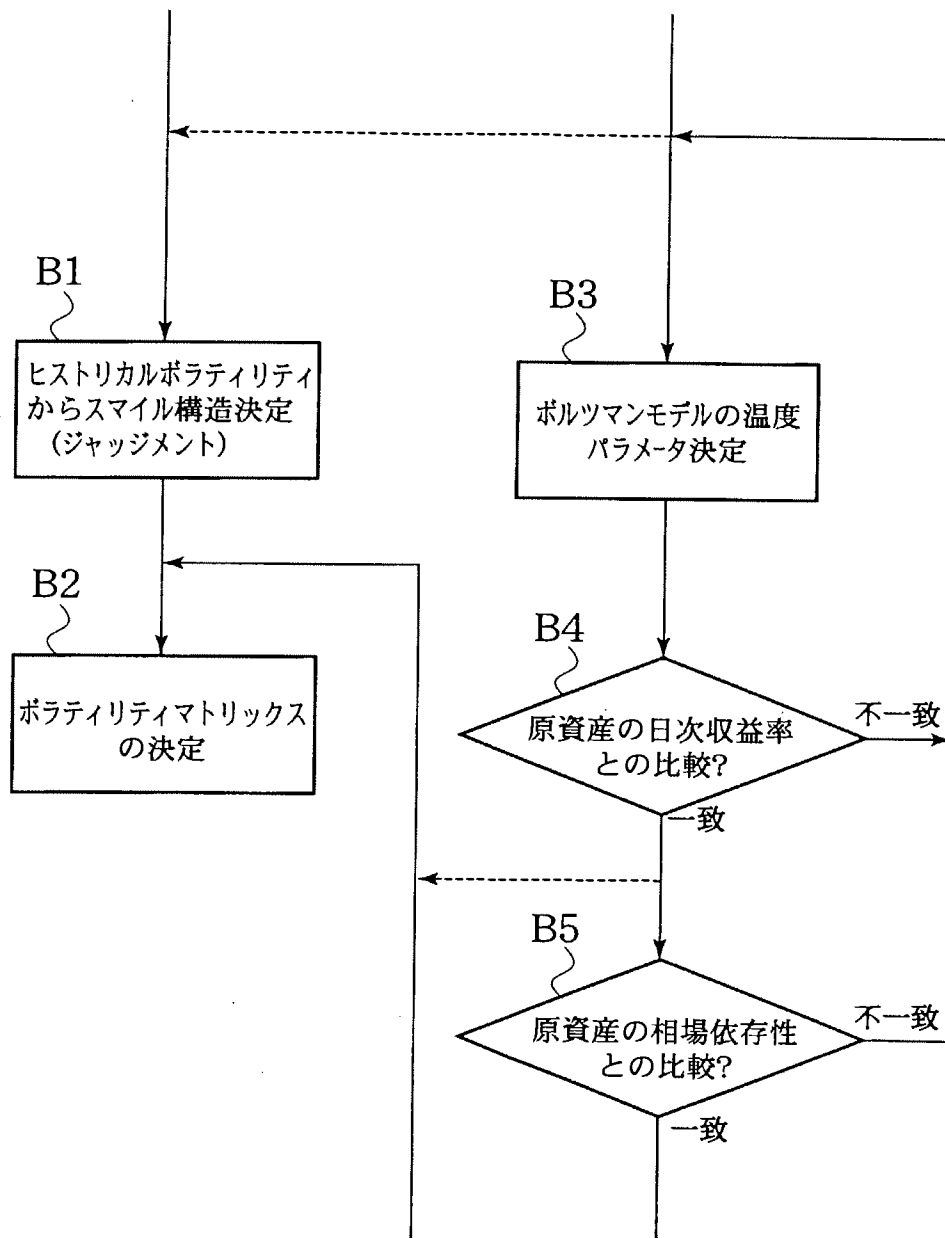 B1
ヒストリカルボラティリティ
からスマイル構造決定
(ジャッジメント)
B2
ボラティリティマトリックス
の決定
B3
ボルツマンモデルの温度
パラメータ決定
B4
原資産の日次収益率
との比較?
不一致
一致
B5
原資産の相場依存性
との比較?
不一致
一致